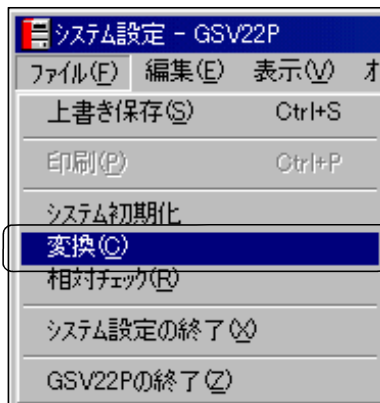 システム設定 - GSV22P
ファイル(F) 編集(E) 表示(V) オ
上書き保存(S) Ctrl+S
印刷(P) Ctrl+P
システム初期化
変換(C)
相対チェック(R)
システム設定の終了(X)
GSV22Pの終了(Z)